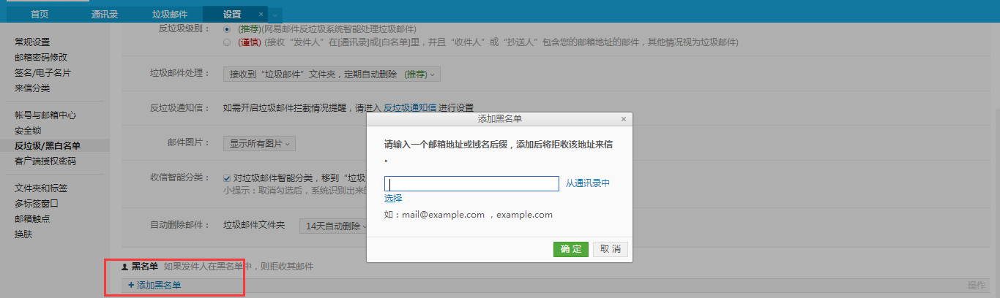 首页 通讯录 垃圾邮件 设置 ×
反垃圾级别： (推荐)(网易邮件反垃圾系统智能处理垃圾邮件)
常规设置 (谨信) (接收“发件人”在[通讯录]或[白名单]里，并且“收件人”或“抄送人”包含您的邮箱地址的邮件，其他情况视为垃圾邮件)
邮箱密码修改
签名/电子名片 垃圾邮件处理： 接收到“垃圾邮件”文件夹，定期自动删除 (推荐)
来信分类
帐号与邮箱中心 反垃圾通知信： 如需开启垃圾邮件拦截情况提醒，请进入 反垃圾通知信 进行设置
安全锁
反垃圾/黑白名单 邮件图片： 显示所有图片
客户端授权密码
收信智能分类： 对垃圾邮件智能分类，移到“垃圾
文件夹和标签 小提示：取消勾选后，系统识别出来的
多标签窗口
邮箱触点 自动删除邮件： 垃圾邮件文件夹 14天自动删除
换肤
添加黑名单 ×
请输入一个邮箱地址或域名后缀，添加后将拒收该地址来信
。
从通讯录中
选择
如：mail@example.com ，example.com
确 定 取 消
黑名单 如果发件人在黑名单中，则拒收其邮件
+ 添加黑名单 操作